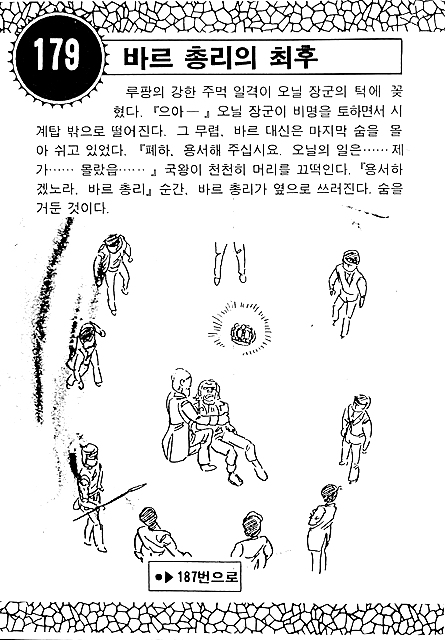 179
바르 총리의 최후
루팡의 강한 주먹 일격이 오닐 장군의 턱에 꽂
혔다. 『으아ー』 오닐 장군이 비명을 토하면서 시
계탑 밖으로 떨어진다. 그 무렵, 바르 대신은 마지막 숨을 몰
아 쉬고 있었다. 『폐하, 용서해 주십시요. 오닐의 일은…… 제
가…… 몰랐음…… 』 국왕이 천천히 머리를 끄떡인다. 『용서하
겠노라. 바르 총리』 순간, 바르 총리가 옆으로 쓰러진다. 숨을
거둔 것이다.
●▶ 187번으로